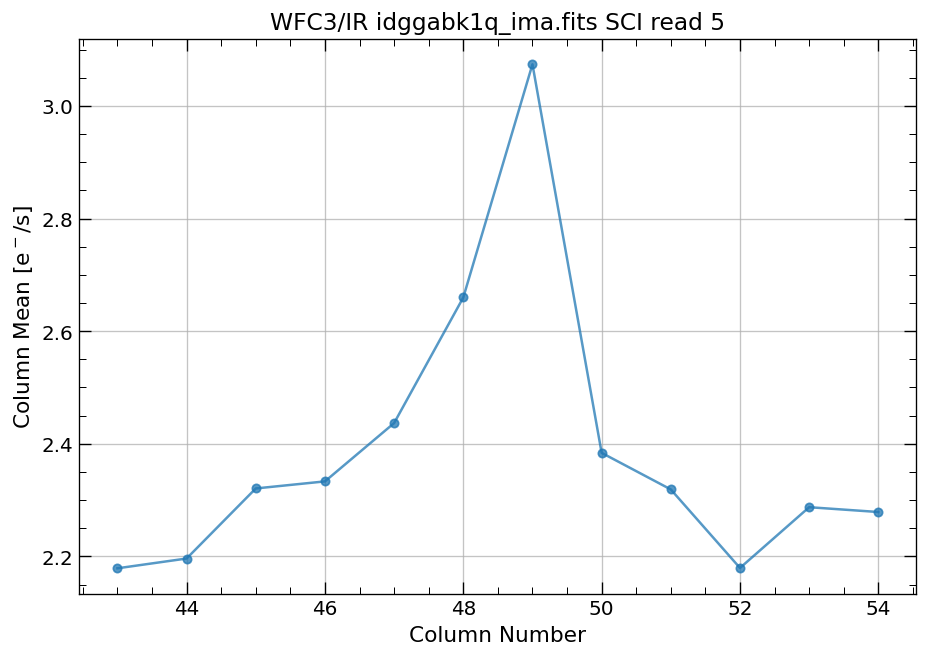 WFC3/IR idggabk1q_ima.fits SCI read 5
Column Mean [e⁻/s]
3.0
2.8
2.6
2.4
2.2
44 46 48 50 52 54
Column Number